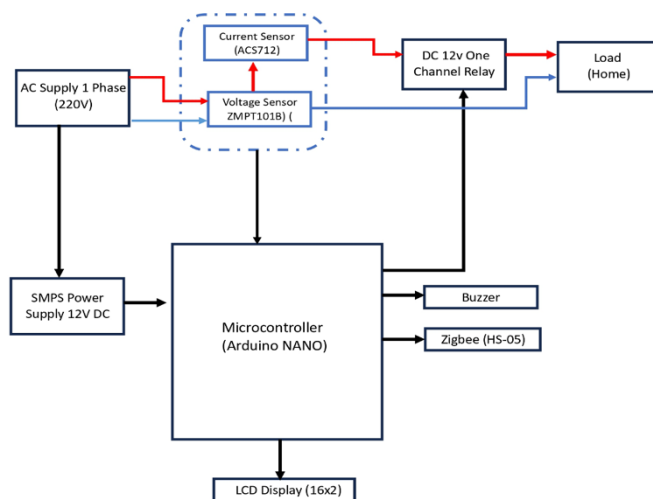 Current Sensor
(ACS712)
DC 12v One
Channel Relay
Load
(Home)
AC Supply 1 Phase
(220V)
Voltage Sensor
ZMPT101B) (
SMPS Power
Supply 12V DC
Microcontroller
(Arduino NANO)
Buzzer
Zigbee (HS-05)
LCD Display (16x2)